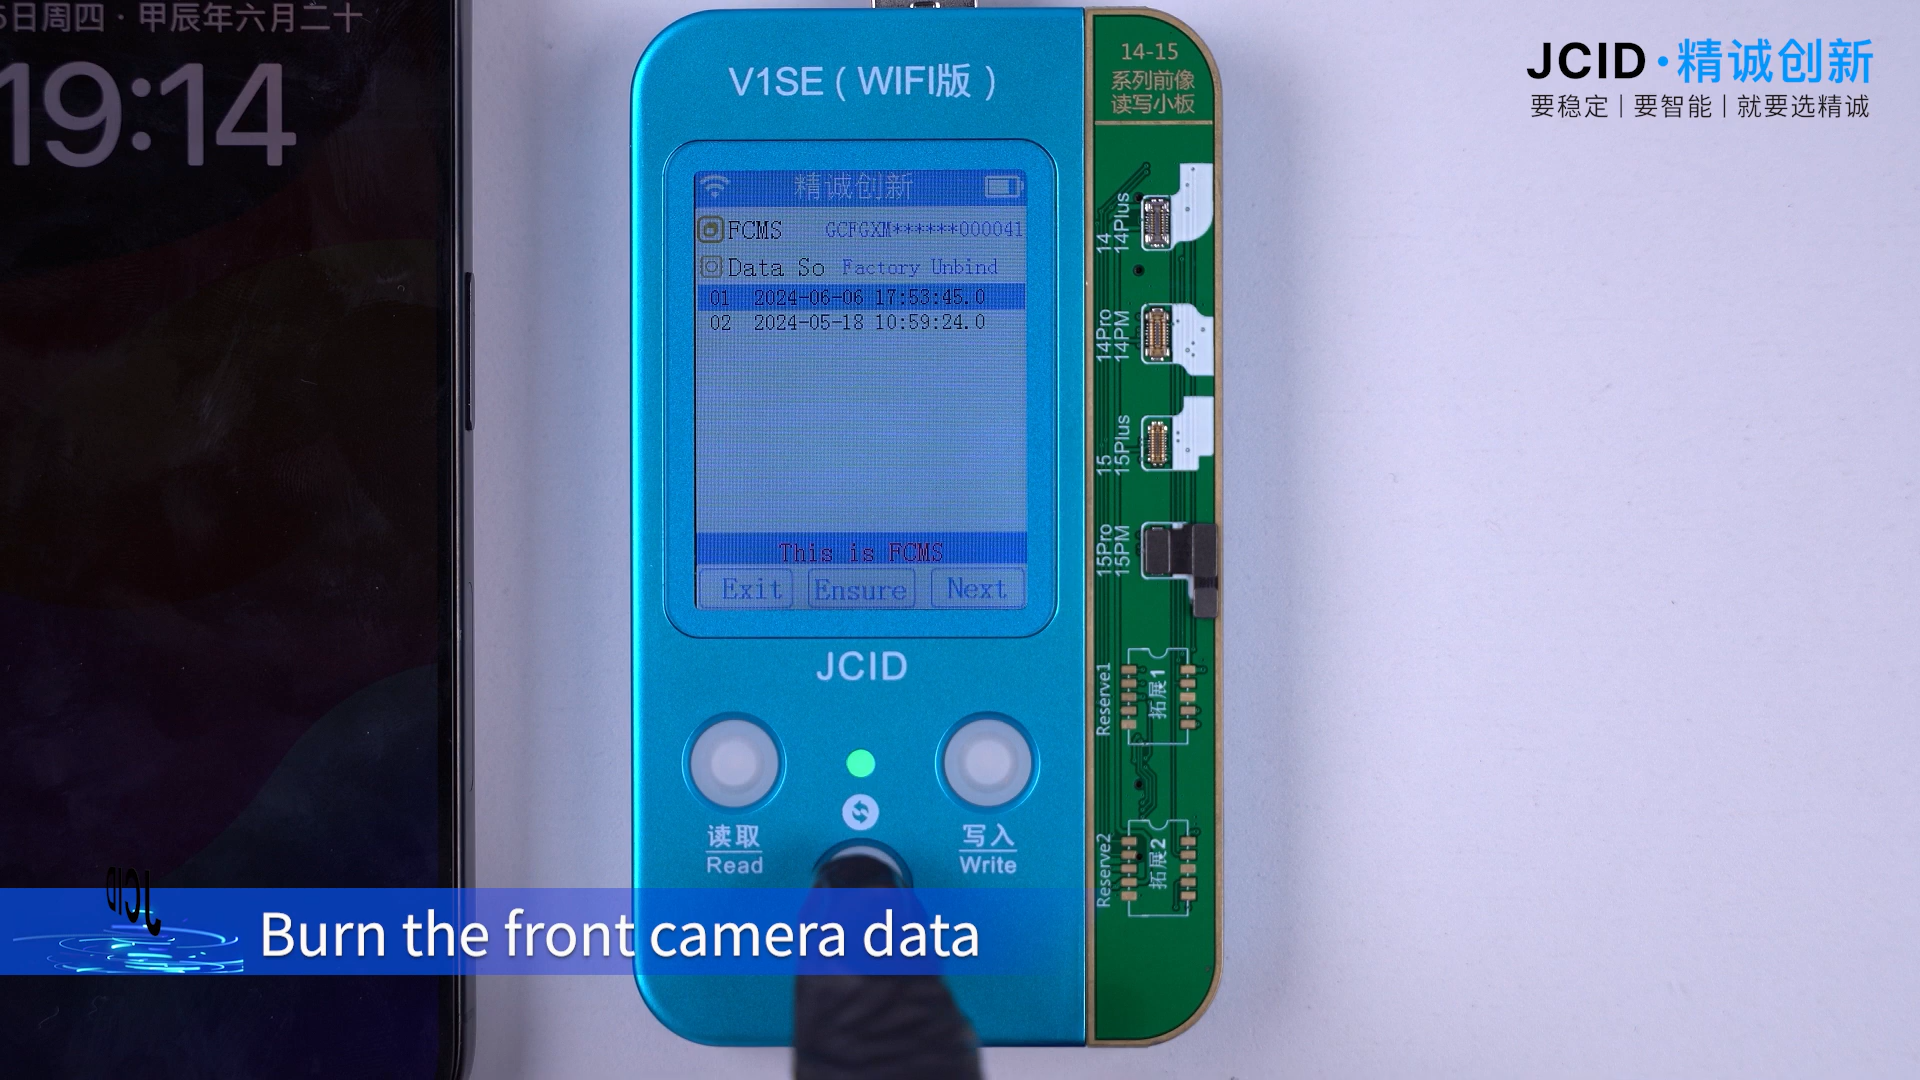 日周四 · 甲辰年六月二十
19:14
V1SE ( WIFI版 )
精诚创新
FCMS GCFGXM******000041
Data So Factory Unbind
01 2024-06-06 17:53:45.0
02 2024-05-18 10:59:24.0
This is FCMS
Exit Ensure Next
JCID
读取
Read
写入
Write
14-15
系列前像
读写小板
14
14Plus
14Pro
14PM
15
15Plus
15Pro
15PM
Reserve1
拓展1
Reserve2
拓展2
JCID·精诚创新
要稳定 | 要智能 | 就要选精诚
JCID
Burn the front camera data